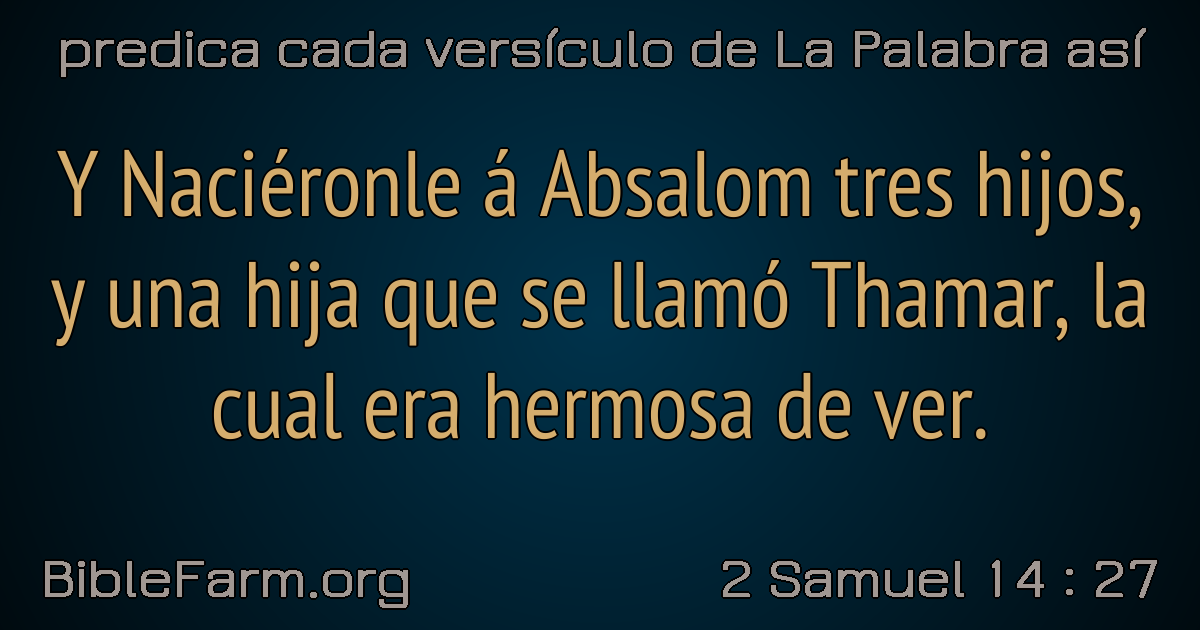 predica cada versículo de La Palabra así
Y Naciéronle á Absalom tres hijos,
y una hija que se llamó Thamar, la
cual era hermosa de ver.
BibleFarm.org
2 Samuel 14 : 27